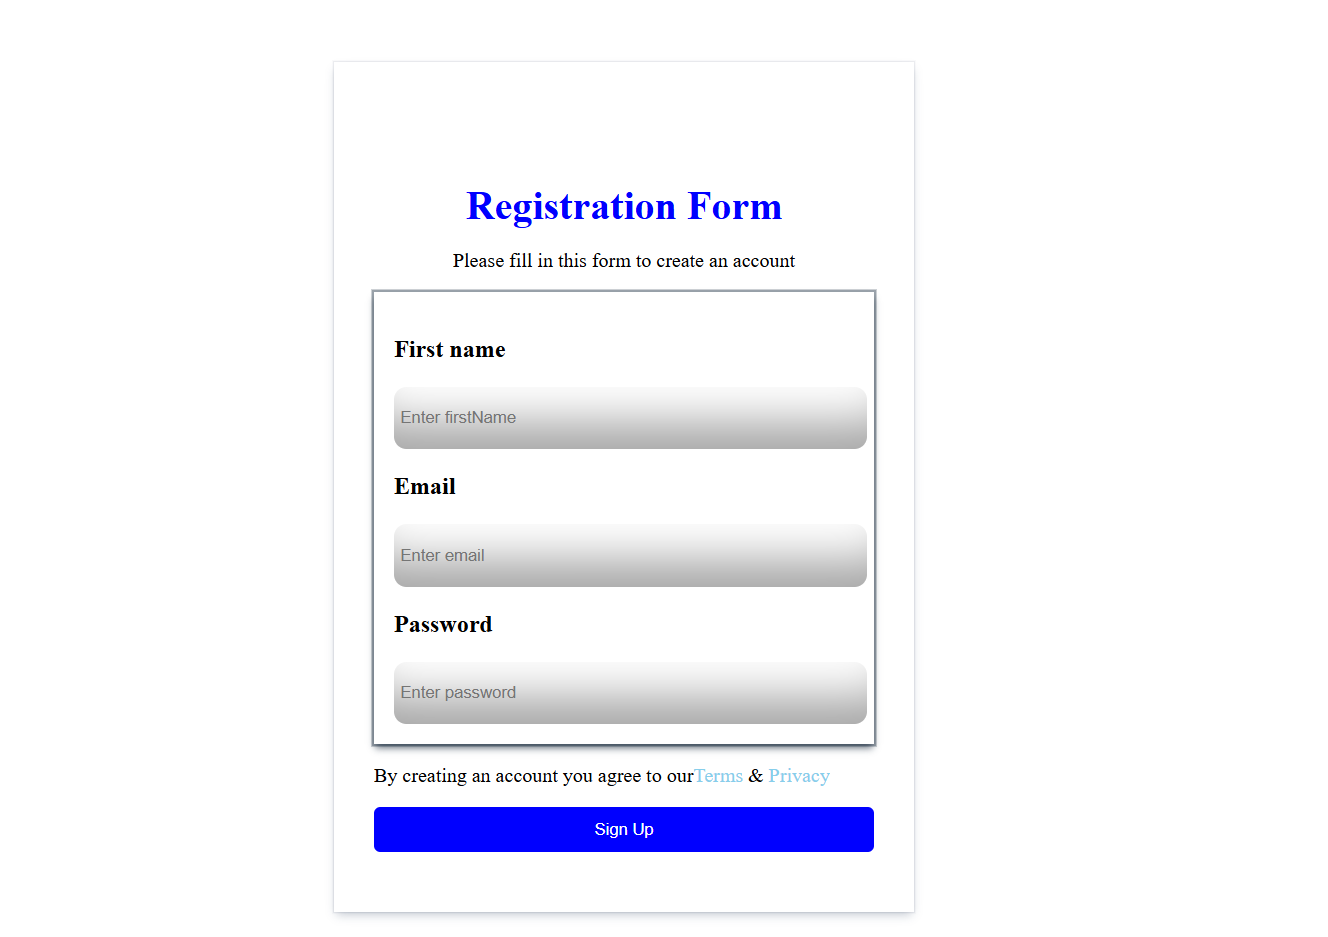 Registration Form
Please fill in this form to create an account
First name
Enter firstName
Email
Enter email
Password
Enter password
By creating an account you agree to ourTerms & Privacy
Sign Up